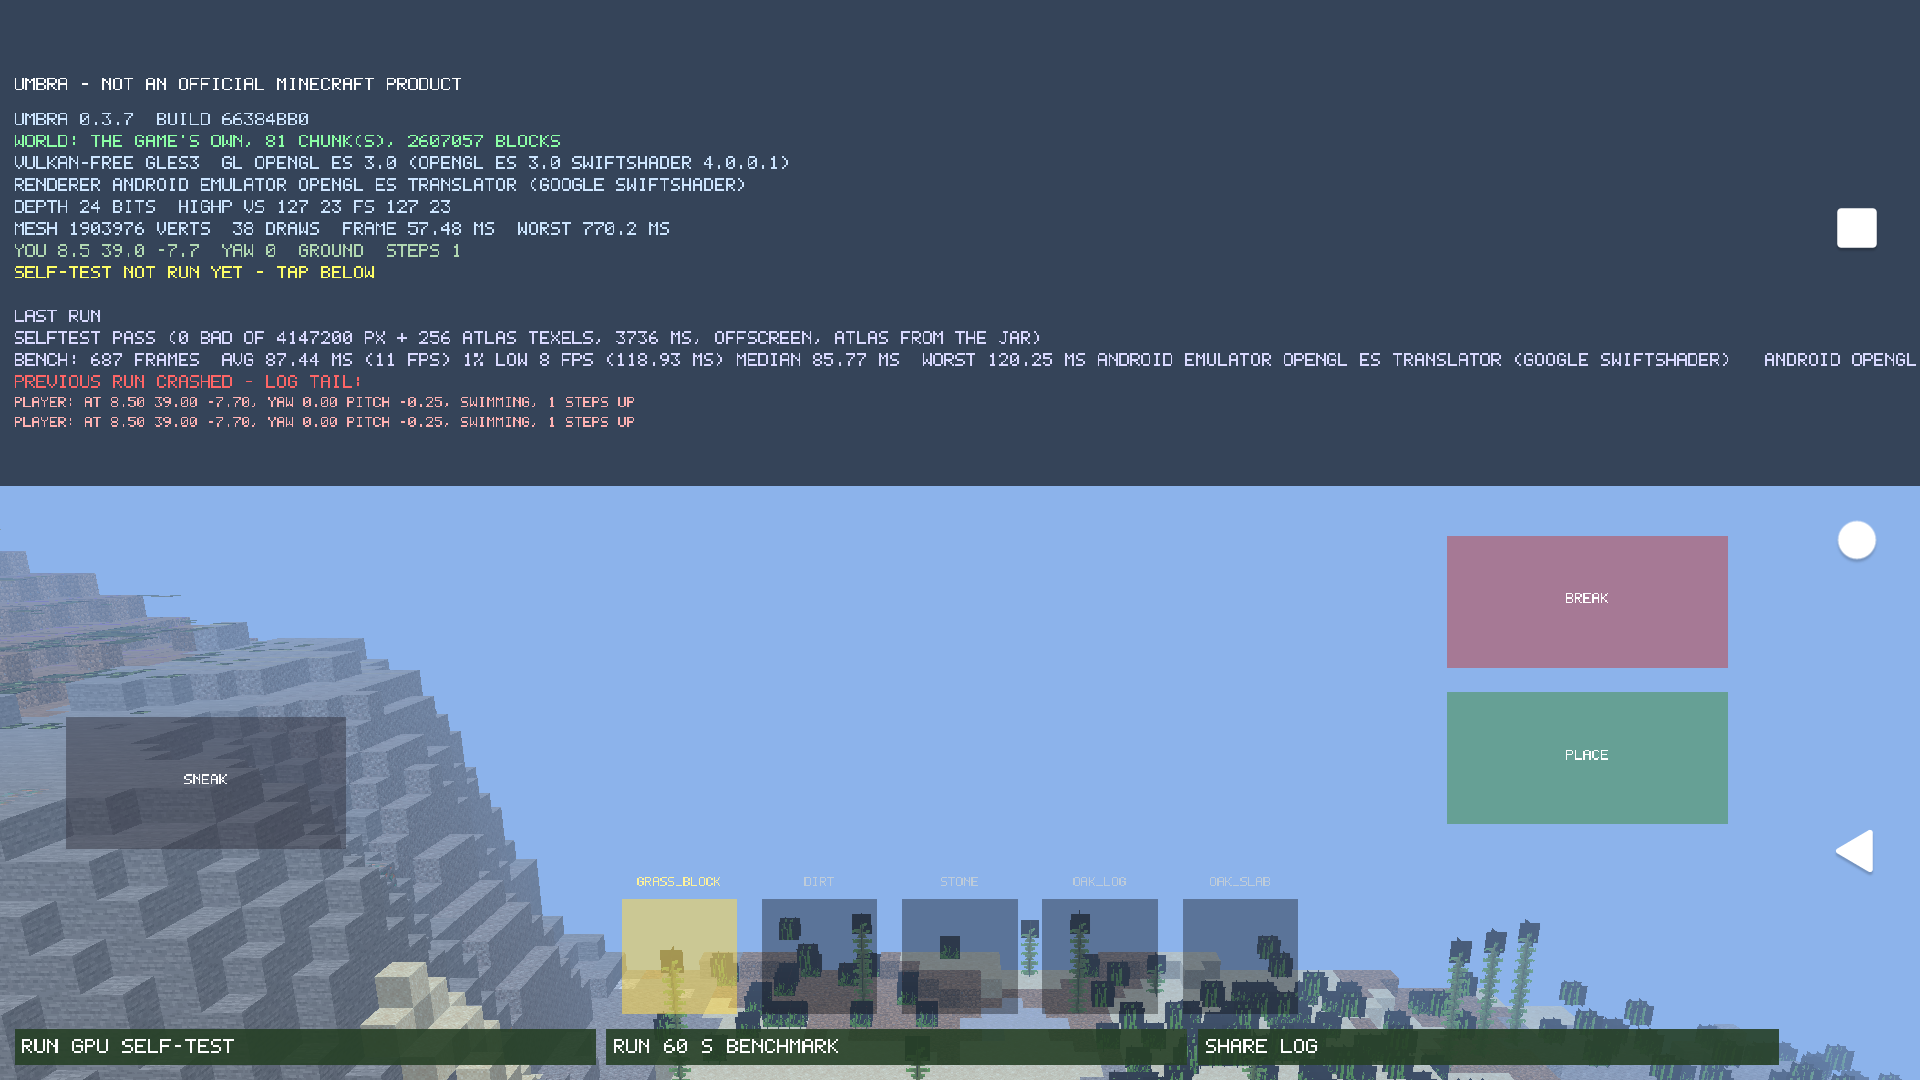 UMBRA - NOT AN OFFICIAL MINECRAFT PRODUCT
UMBRA 0.3.7  BUILD 66384BB0
WORLD: THE GAME'S OWN, 81 CHUNK(S), 2607057 BLOCKS
VULKAN-FREE GLES3  GL OPENGL ES 3.0 (OPENGL ES 3.0 SWIFTSHADER 4.0.0.1)
RENDERER ANDROID EMULATOR OPENGL ES TRANSLATOR (GOOGLE SWIFTSHADER)
DEPTH 24 BITS  HIGHP VS 127 23 FS 127 23
MESH 1903976 VERTS  38 DRAWS  FRAME 57.48 MS  WORST 770.2 MS
YOU 8.5 39.0 -7.7  YAW 0  GROUND  STEPS 1
SELF-TEST NOT RUN YET - TAP BELOW
LAST RUN
SELFTEST PASS (0 BAD OF 4147200 PX + 256 ATLAS TEXELS, 3736 MS, OFFSCREEN, ATLAS FROM THE JAR)
BENCH: 687 FRAMES  AVG 87.44 MS (11 FPS) 1% LOW 8 FPS (118.93 MS) MEDIAN 85.77 MS  WORST 120.25 MS ANDROID EMULATOR OPENGL ES TRANSLATOR (GOOGLE SWIFTSHADER)   ANDROID OPENGL
PREVIOUS RUN CRASHED - LOG TAIL:
PLAYER: AT 8.50 39.00 -7.70, YAW 0.00 PITCH -0.25, SWIMMING, 1 STEPS UP
PLAYER: AT 8.50 39.00 -7.70, YAW 0.00 PITCH -0.25, SWIMMING, 1 STEPS UP
BREAK
PLACE
SNEAK
GRASS_BLOCK DIRT STONE OAK_LOG OAK_SLAB
RUN GPU SELF-TEST RUN 60 S BENCHMARK SHARE LOG